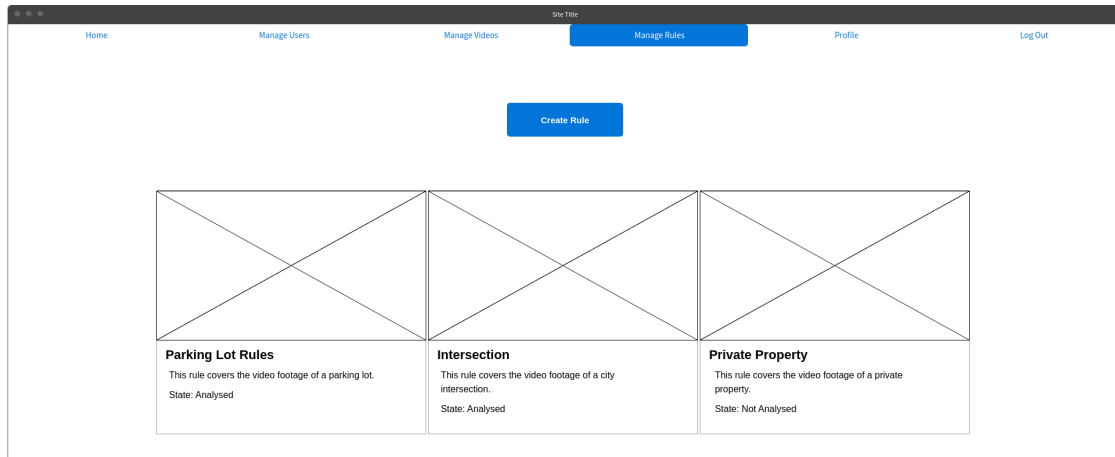 Site Title
Home
Manage Users
Manage Videos
Manage Rules
Profile
Log Out
Create Rule
Parking Lot Rules
This rule covers the video footage of a parking lot.
State: Analysed
Intersection
This rule covers the video footage of a city
intersection.
State: Analysed
Private Property
This rule covers the video footage of a private
property.
State: Not Analysed